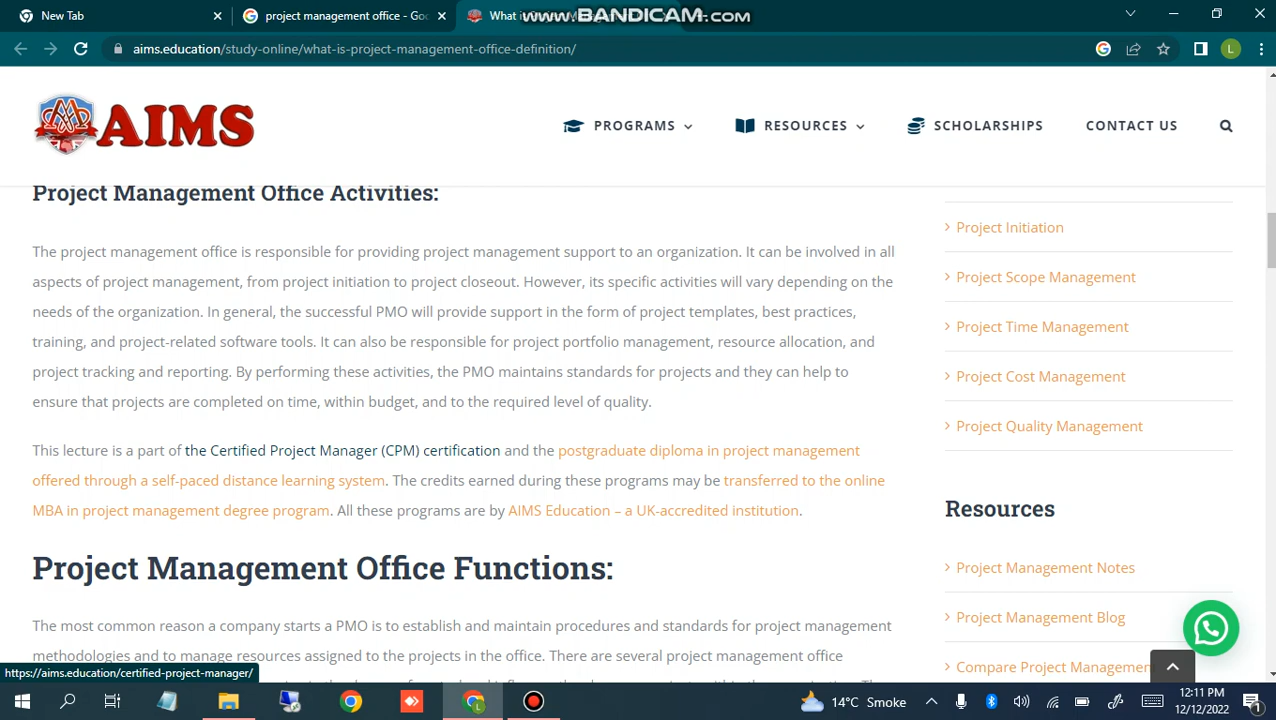 New Tab
project management office - Goo
What i
www.BANDICAM.com
aims.education/study-online/what-is-project-management-office-definition/
L
AIMS
PROGRAMS
RESOURCES
SCHOLARSHIPS
CONTACT US
Project Management Office Activities:
The project management office is responsible for providing project management support to an organization. It can be involved in all
aspects of project management, from project initiation to project closeout. However, its specific activities will vary depending on the
needs of the organization. In general, the successful PMO will provide support in the form of project templates, best practices,
training, and project-related software tools. It can also be responsible for project portfolio management, resource allocation, and
project tracking and reporting. By performing these activities, the PMO maintains standards for projects and they can help to
ensure that projects are completed on time, within budget, and to the required level of quality.
This lecture is a part of the Certified Project Manager (CPM) certification and the postgraduate diploma in project management
offered through a self-paced distance learning system. The credits earned during these programs may be transferred to the online
MBA in project management degree program. All these programs are by AIMS Education – a UK-accredited institution.
Project Management Office Functions:
The most common reason a company starts a PMO is to establish and maintain procedures and standards for project management
methodologies and to manage resources assigned to the projects in the office. There are several project management office
Project Initiation
Project Scope Management
Project Time Management
Project Cost Management
Project Quality Management
Resources
Project Management Notes
Project Management Blog
Compare Project Managemen
https://aims.education/certified-project-manager/
L
14°C Smoke
12:11 PM
12/12/2022
1